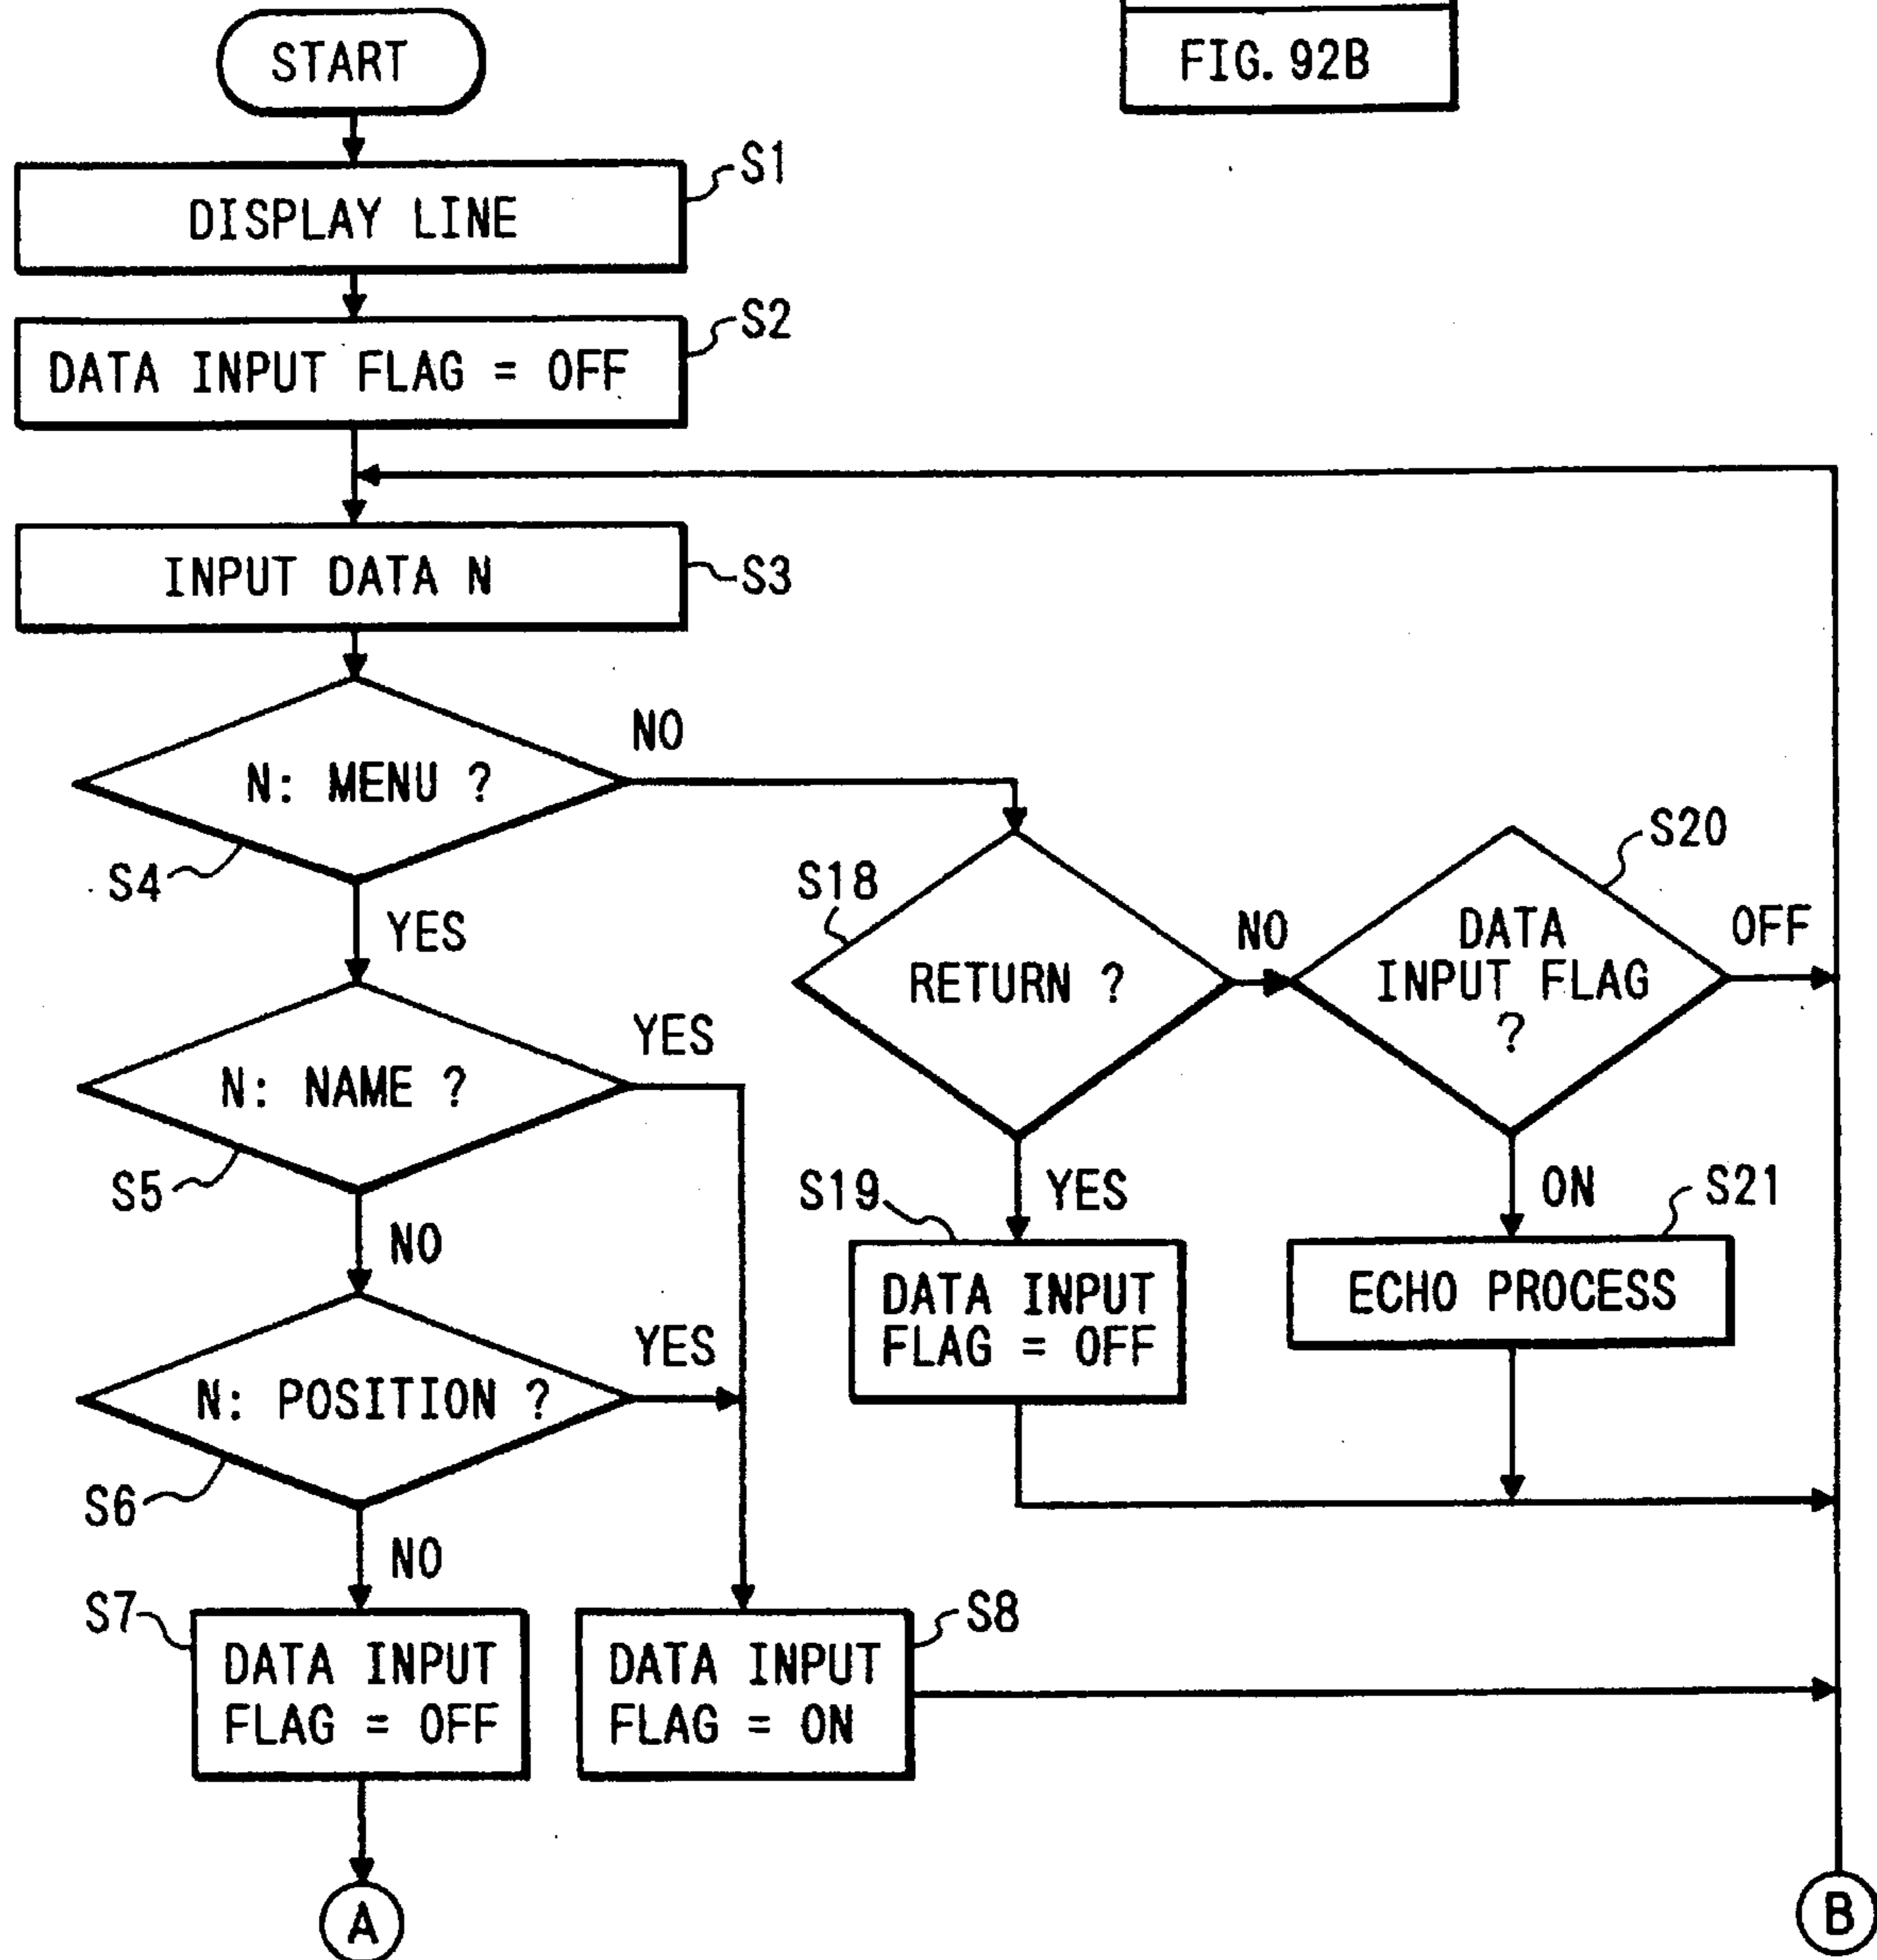 FIG. 92B
START
DISPLAY LINE
S1
DATA INPUT FLAG = OFF
S2
INPUT DATA N
S3
N: MENU ?
NO
S4
YES
N: NAME ?
YES
S5
NO
N: POSITION ?
YES
S6
NO
S7
DATA INPUT
FLAG = OFF
DATA INPUT
FLAG = ON
S8
S18
RETURN ?
NO
YES
S19
DATA INPUT
FLAG = OFF
S20
DATA
INPUT FLAG
?
OFF
ON
S21
ECHO PROCESS
A
B